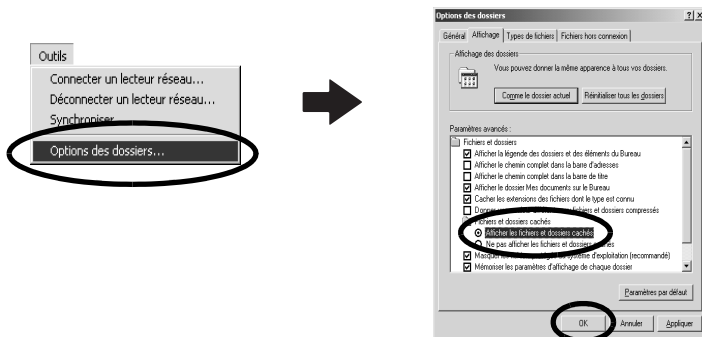 Outils
Connecter un lecteur réseau...
Déconnecter un lecteur réseau...
Synchroniser...
Options des dossiers...
Options des dossiers
Général
Affichage
Types de fichiers
Fichiers hors connexion
Affichage des dossiers
Vous pouvez donner la même apparence à tous vos dossiers.
Comme le dossier actuel
Réinitialiser tous les dossiers
Paramètres avancés :
Fichiers et dossiers
Afficher la légende des dossiers et des éléments du Bureau
Afficher le chemin complet dans la barre d'adresses
Afficher le chemin complet dans la barre de titre
Afficher le dossier Mes documents sur le Bureau
Cacher les extensions des fichiers dont le type est connu
fichiers et dossiers compressés
Fichiers et dossiers cachés
Afficher les fichiers et dossiers cachés
Ne pas afficher les fichiers et dossiers cachés
Masquer les du système d'exploitation (recommandé)
Mémoriser les paramètres d'affichage de chaque dossier
Paramètres par défaut
OK
Annuler
Appliquer